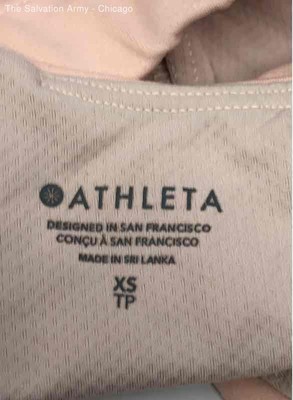 The Salvation Army - Chicago
ATHLETA
DESIGNED IN SAN FRANCISCO
CONÇU À SAN FRANCISCO
MADE IN SRI LANKA
XS
TP